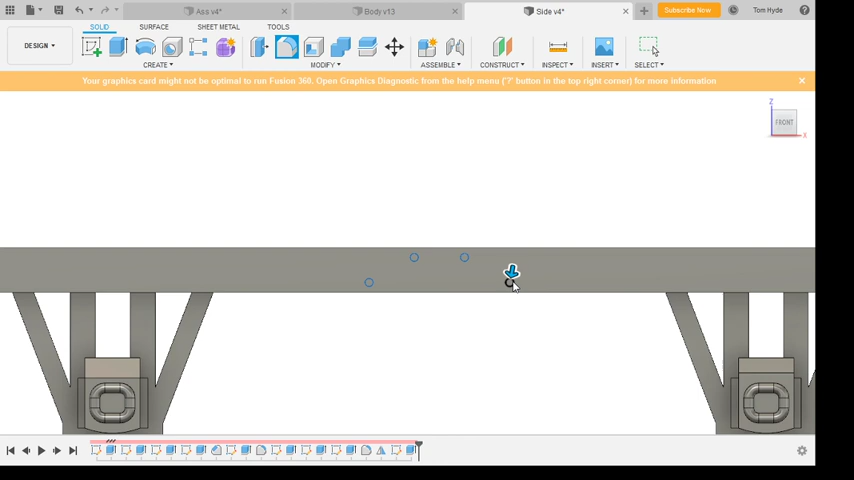 Ass v4*
Body v13
Side v4*
Subscribe Now
Tom Hyde
SOLID
SURFACE
SHEET METAL
TOOLS
DESIGN
CREATE
MODIFY
ASSEMBLE
CONSTRUCT
INSPECT
INSERT
SELECT
Your graphics card might not be optimal to run Fusion 360. Open Graphics Diagnostic from the help menu ('?' button in the top right corner) for more information
Z
FRONT
X